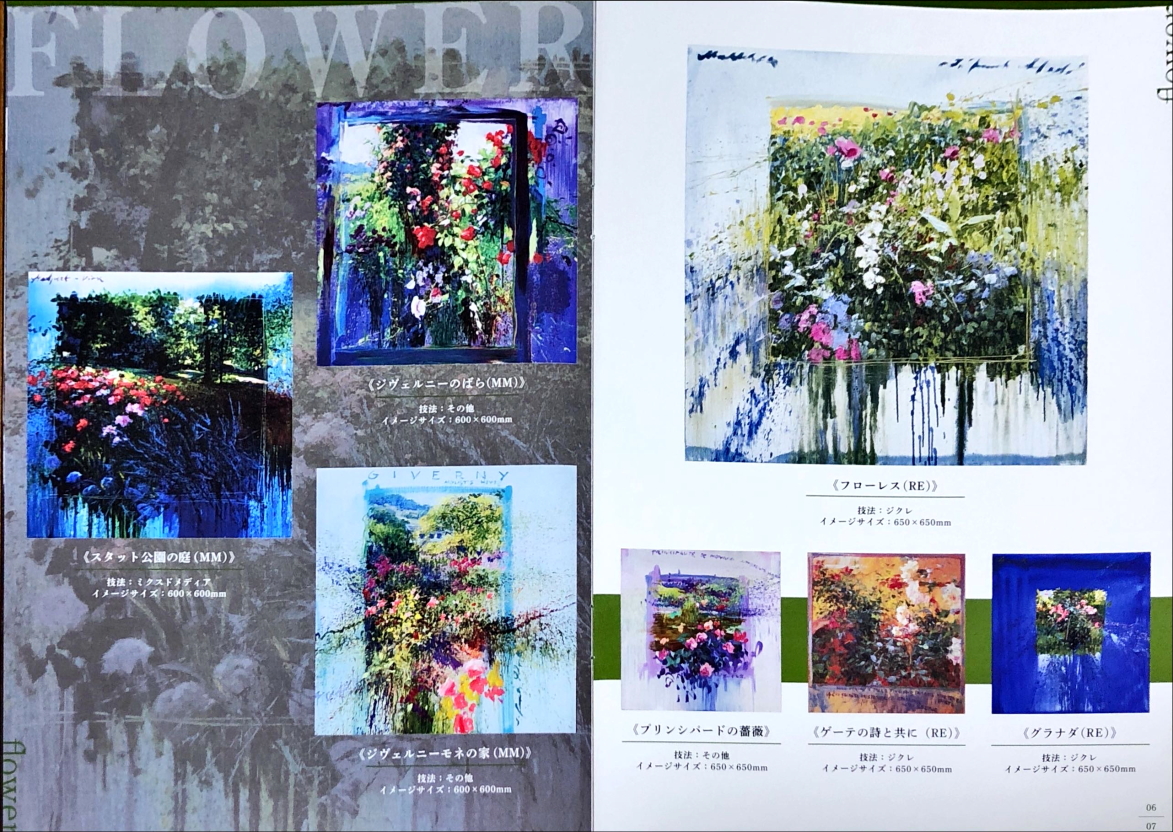 FLOWER
《ジヴェルニーのばら(MM)》
技法：その他
イメージサイズ：600×600mm
《スタット公園の庭(MM)》
技法：ミクスドメディア
イメージサイズ：600×600mm
GIVERNY
《ジヴェルニーモネの家(MM)》
技法：その他
イメージサイズ：600×600mm
flower
《フローレス(RE)》
技法：ジクレ
イメージサイズ：650×650mm
《プリンシパードの薔薇》
技法：その他
イメージサイズ：650×650mm
《ゲーテの詩と共に（RE)》
技法：ジクレ
イメージサイズ：650×650mm
《グラナダ(RE)》
技法：ジクレ
イメージサイズ：650×650mm
06
07